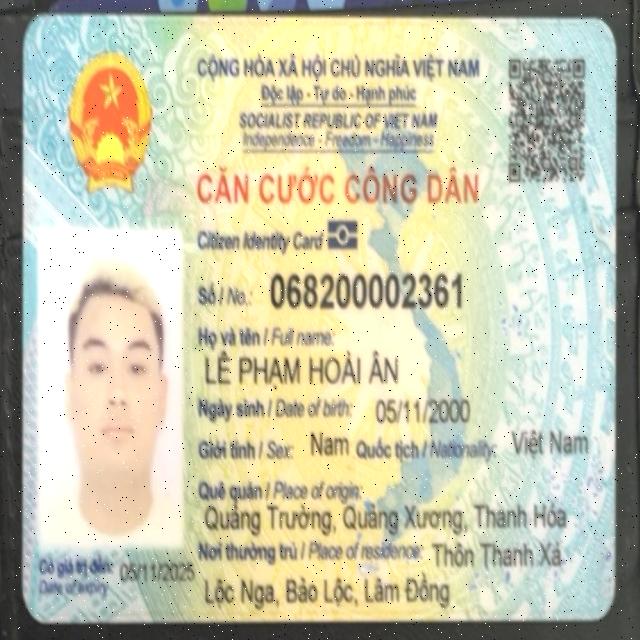 CỘNG HÒA XÃ HỘI CHỦ NGHĨA VIỆT NAM
Độc lập - Tự do - Hạnh phúc
SOCIALIST REPUBLIC OF VIET NAM
Independence - Freedom - Happiness
CĂN CƯỚC CÔNG DÂN
Citizen Identity Card
Số / No.: 068200002361
Họ và tên / Full name:
LÊ PHẠM HOÀI ÂN
Ngày sinh / Date of birth: 05/11/2000
Giới tính / Sex: Nam Quốc tịch / Nationality: Việt Nam
Quê quán / Place of origin:
Quảng Trường, Quảng Xương, Thanh Hóa
Nơi thường trú / Place of residence: Thôn Thanh Xá
Lộc Nga, Bảo Lộc, Lâm Đồng
Có giá trị đến: 05/11/2025
Date of expiry